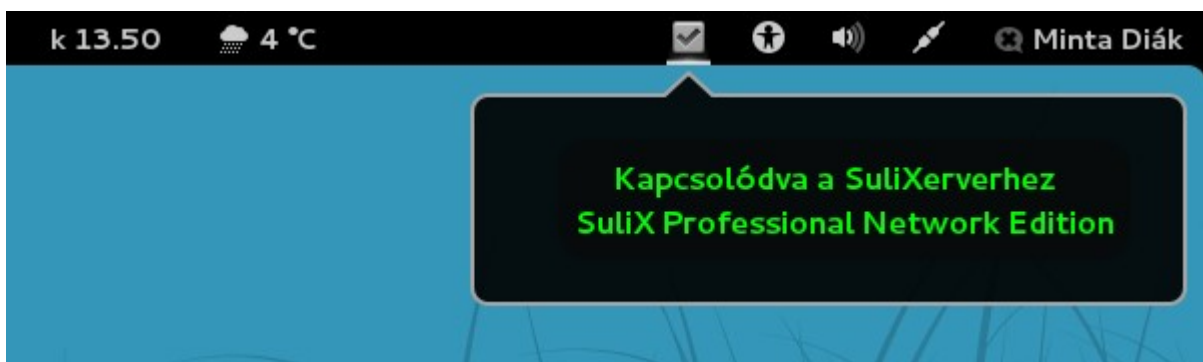 k 13.50 4 °C Minta Diák
Kapcsolódva a SuliXerverhez
SuliX Professional Network Edition